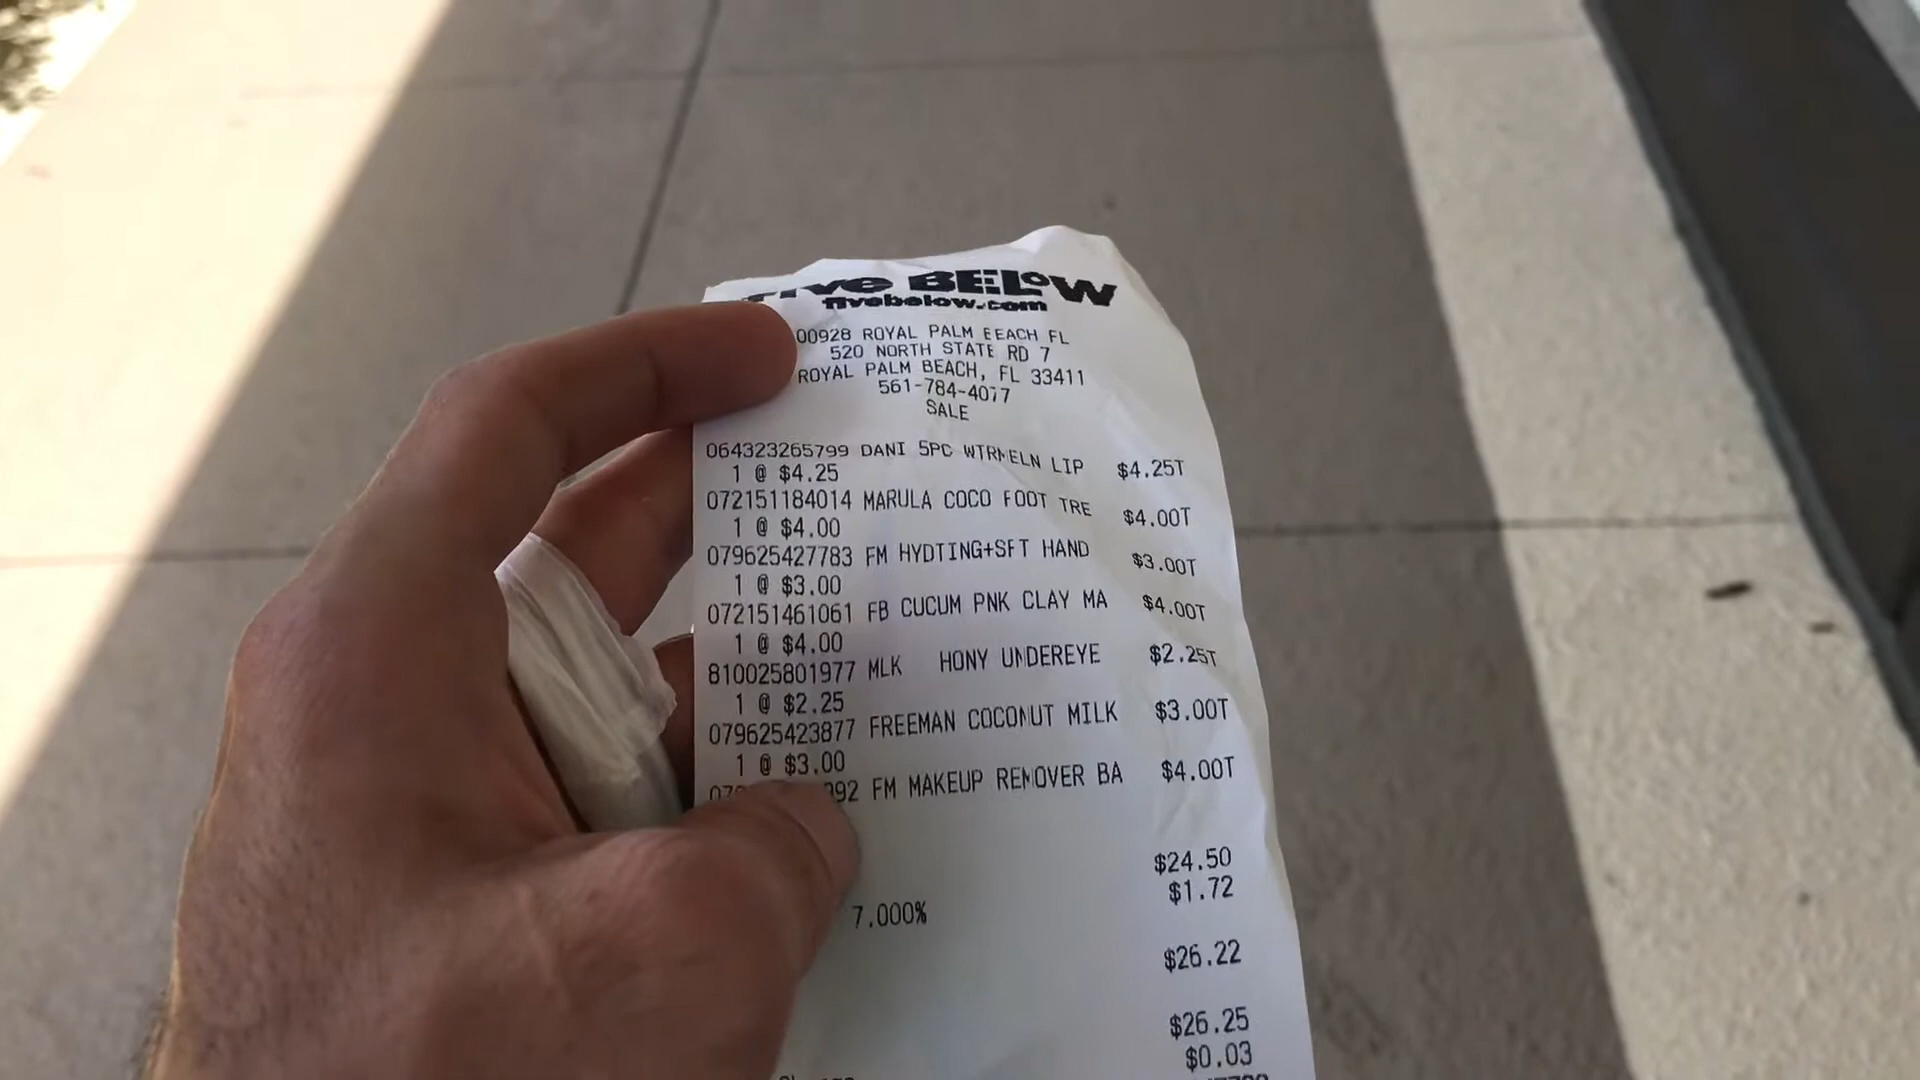 Five BELOW
fivebelow.com
00928 ROYAL PALM BEACH FL
520 NORTH STATE RD 7
ROYAL PALM BEACH, FL 33411
561-784-4077
SALE
064323265799 DANI 5PC WTRMELN LIP $4.25T
1 @ $4.25
072151184014 MARULA COCO FOOT TRE $4.00T
1 @ $4.00
079625427783 FM HYDTING+SFT HAND $3.00T
1 @ $3.00
072151461061 FB CUCUM PNK CLAY MA $4.00T
1 @ $4.00
810025801977 MLK HONY UNDEREYE $2.25T
1 @ $2.25
079625423877 FREEMAN COCONUT MILK $3.00T
1 @ $3.00
FM MAKEUP REMOVER BA $4.00T
$24.50
7.000% $1.72
$26.22
$26.25
$0.03